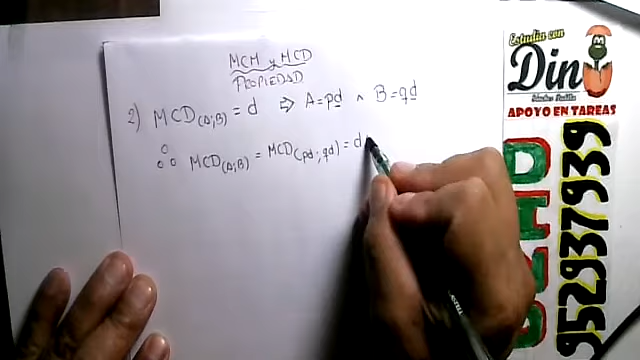 MCM y MCD
PROPIEDAD
2) MCD(A;B) = d ⇒ A = pd ∧ B = qd
∴ MCD(A;B) = MCD(pd; qd) = d
Estudia con
Dino
APOYO EN TAREAS
952937939